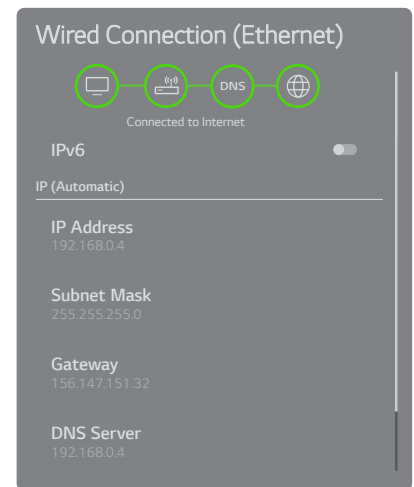 Wired Connection (Ethernet)
DNS
Connected to Internet
IPv6
IP (Automatic)
IP Address
192.168.0.4
Subnet Mask
255.255.255.0
Gateway
156.147.151.32
DNS Server
192.168.0.4